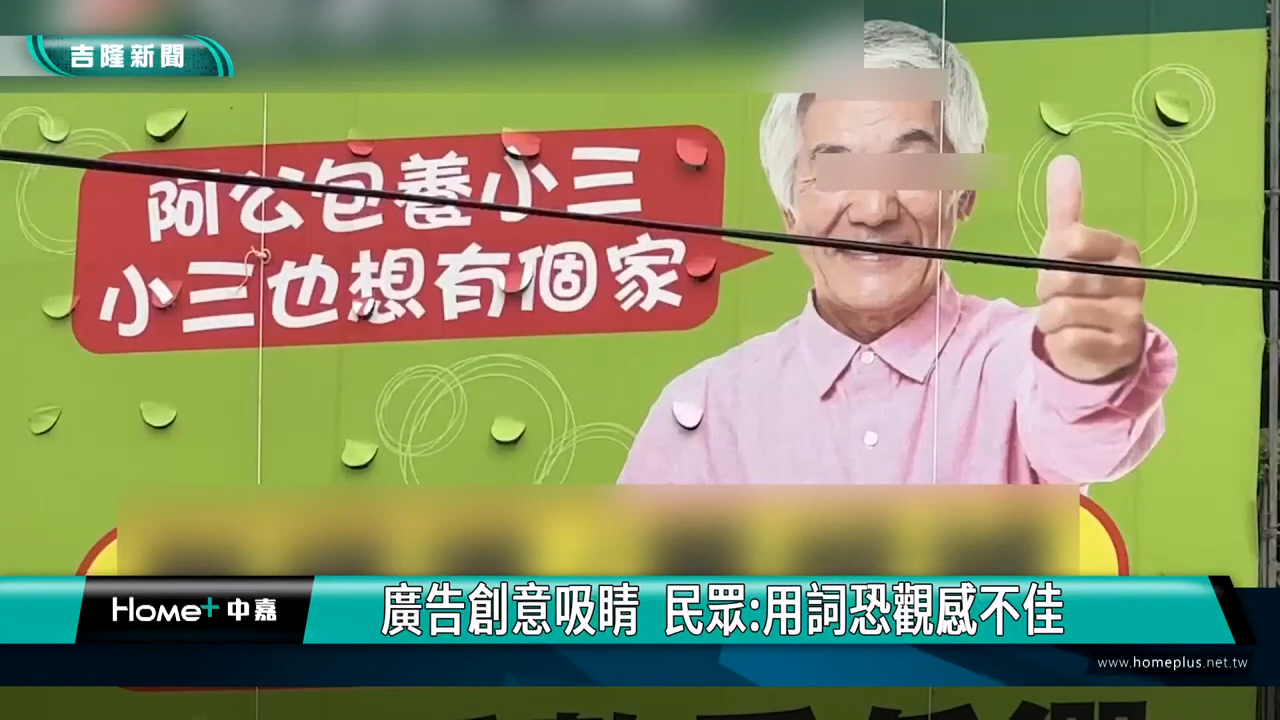 吉隆新聞
阿公包養小三
小三也想有個家
Home+ 中嘉
廣告創意吸睛 民眾:用詞恐觀感不佳
www.homeplus.net.tw